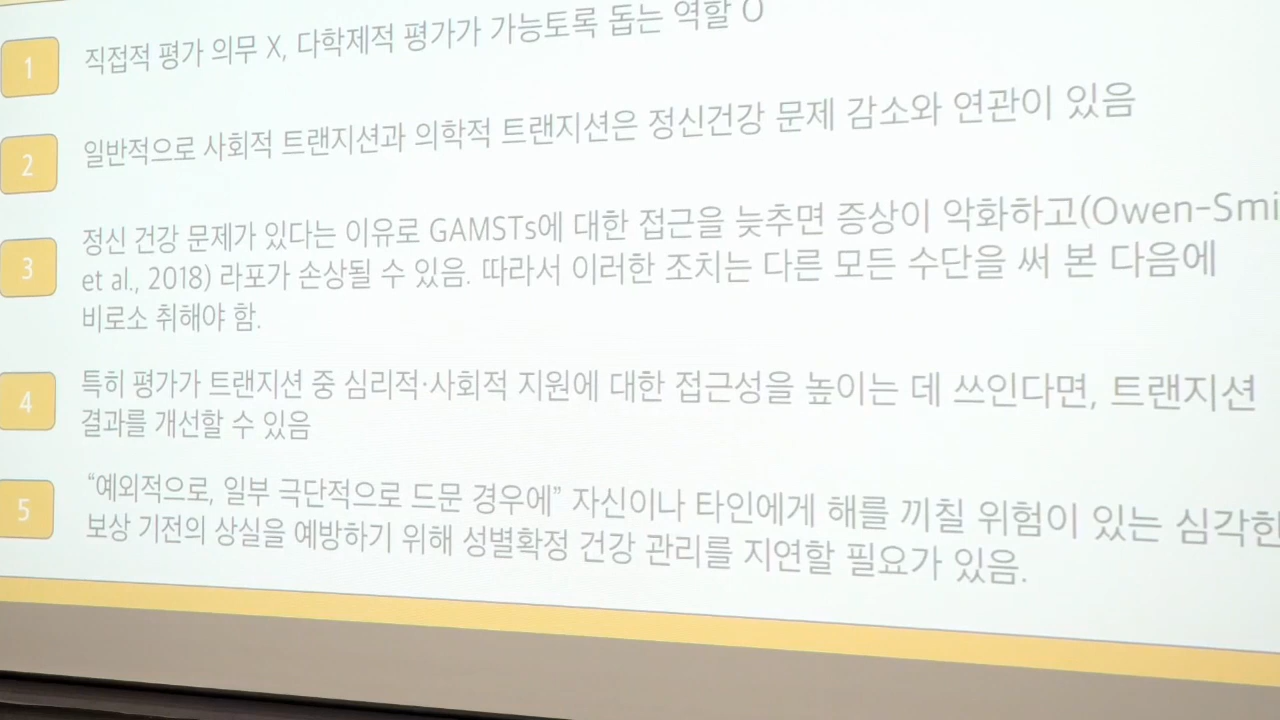 1
직접적 평가 의무 X, 다학제적 평가가 가능토록 돕는 역할 O
2
일반적으로 사회적 트랜지션과 의학적 트랜지션은 정신건강 문제 감소와 연관이 있음
3
정신 건강 문제가 있다는 이유로 GAMSTs에 대한 접근을 늦추면 증상이 악화하고(Owen-Smi
et al., 2018) 라포가 손상될 수 있음. 따라서 이러한 조치는 다른 모든 수단을 써 본 다음에
비로소 취해야 함.
4
특히 평가가 트랜지션 중 심리적·사회적 지원에 대한 접근성을 높이는 데 쓰인다면, 트랜지션
결과를 개선할 수 있음
5
“예외적으로, 일부 극단적으로 드문 경우에” 자신이나 타인에게 해를 끼칠 위험이 있는 심각한
보상 기전의 상실을 예방하기 위해 성별확정 건강 관리를 지연할 필요가 있음.